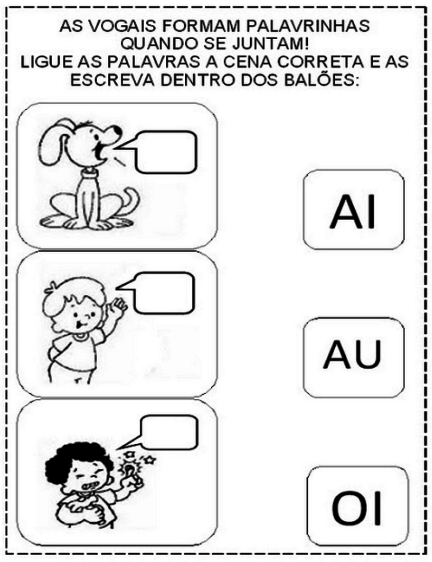 AS VOGAIS FORMAM PALAVRINHAS
QUANDO SE JUNTAM!
LIGUE AS PALAVRAS A CENA CORRETA E AS
ESCREVA DENTRO DOS BALÕES:
AI
AU
OI